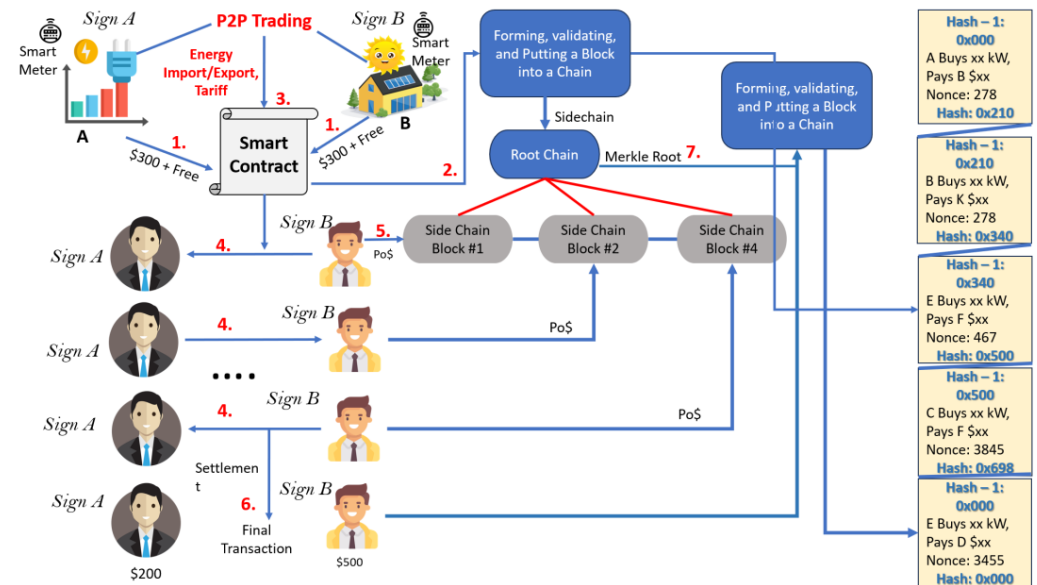 Sign A
P2P Trading
Sign B
Smart
Meter
Smart
Meter
Energy
Import/Export,
Tariff
3.
A
B
1.
$300 + Free
1.
$300 + Free
Smart
Contract
2.
Forming, validating,
and Putting a Block
into a Chain
Sidechain
Root Chain
Merkle Root 7.
Forming, validating,
and Putting a Block
into a Chain
Sign A
4.
Sign B
5.
Po$
Side Chain
Block #1
Side Chain
Block #2
Side Chain
Block #4
Sign A
4.
Sign B
Po$
....
Sign A
4.
Sign B
Po$
Settlemen
t
6.
Final
Transaction
Sign A
$200
Sign B
$500
Hash – 1:
0x000
A Buys xx kW,
Pays B $xx
Nonce: 278
Hash: 0x210
Hash – 1:
0x210
B Buys xx kW,
Pays K $xx
Nonce: 278
Hash: 0x340
Hash – 1:
0x340
E Buys xx kW,
Pays F $xx
Nonce: 467
Hash: 0x500
Hash – 1:
0x500
C Buys xx kW,
Pays F $xx
Nonce: 3845
Hash: 0x698
Hash – 1:
0x000
E Buys xx kW,
Pays D $xx
Nonce: 3455
Hash: 0x000